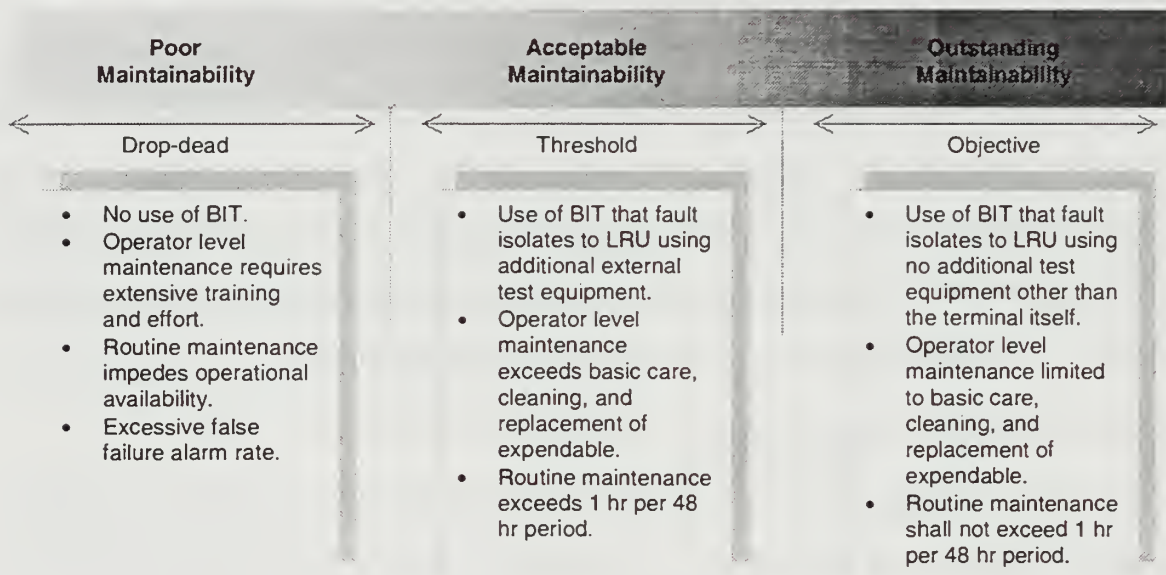 Poor
Maintainability
Acceptable
Maintainability
Outstanding
Maintainability
Drop-dead
Threshold
Objective
• No use of BIT.
• Operator level
maintenance requires
extensive training
and effort.
• Routine maintenance
impedes operational
availability.
• Excessive false
failure alarm rate.
• Use of BIT that fault
isolates to LRU using
additional external
test equipment.
• Operator level
maintenance
exceeds basic care,
cleaning, and
replacement of
expendable.
• Routine maintenance
exceeds 1 hr per 48
hr period.
• Use of BIT that fault
isolates to LRU using
no additional test
equipment other than
the terminal itself.
• Operator level
maintenance limited
to basic care,
cleaning, and
replacement of
expendable.
• Routine maintenance
shall not exceed 1 hr
per 48 hr period.